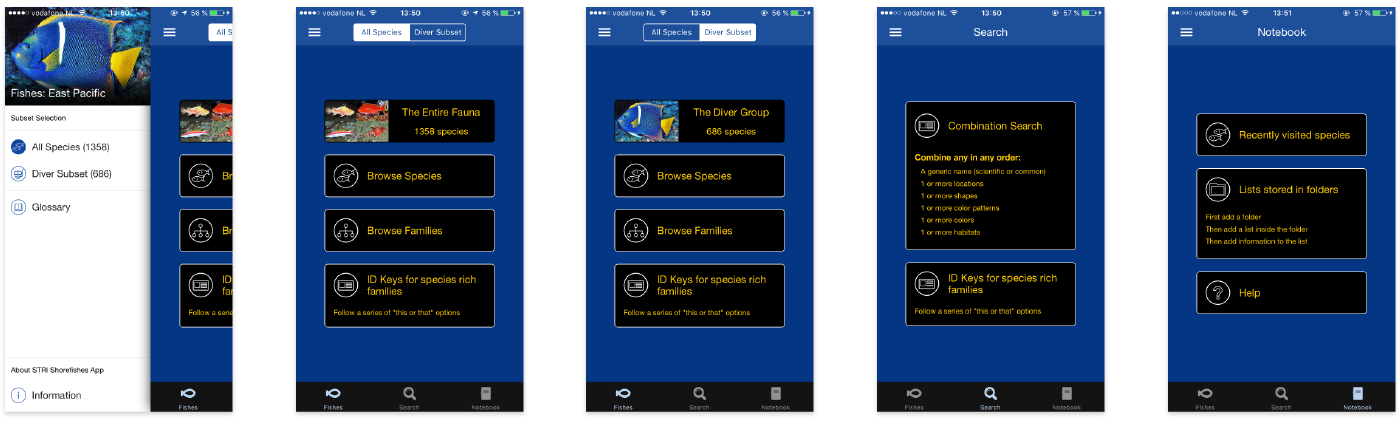 vodafone NL 13:50 56 %
All S
Fishes: East Pacific
Subset Selection
All Species (1358)
Diver Subset (686)
Glossary
Br
Br
ID
fa
Follow a serie
About STRI Shorefishes App
Information
Fishes
vodafone NL 13:50 56 %
All Species Diver Subset
The Entire Fauna
1358 species
Browse Species
Browse Families
ID Keys for species rich
families
Follow a series of "this or that" options
Fishes Search Notebook
vodafone NL 13:50 56 %
All Species Diver Subset
The Diver Group
686 species
Browse Species
Browse Families
ID Keys for species rich
families
Follow a series of "this or that" options
Fishes Search Notebook
vodafone NL 13:50 57 %
Search
Combination Search
Combine any in any order:
A generic name (scientific or common)
1 or more locations
1 or more shapes
1 or more color patterns
1 or more colors
1 or more habitats
ID Keys for species rich
families
Follow a series of "this or that" options
Fishes Search Notebook
vodafone NL 13:51 57 %
Notebook
Recently visited species
Lists stored in folders
First add a folder
Then add a list inside the folder
Then add information to the list
Help
Fishes Search Notebook